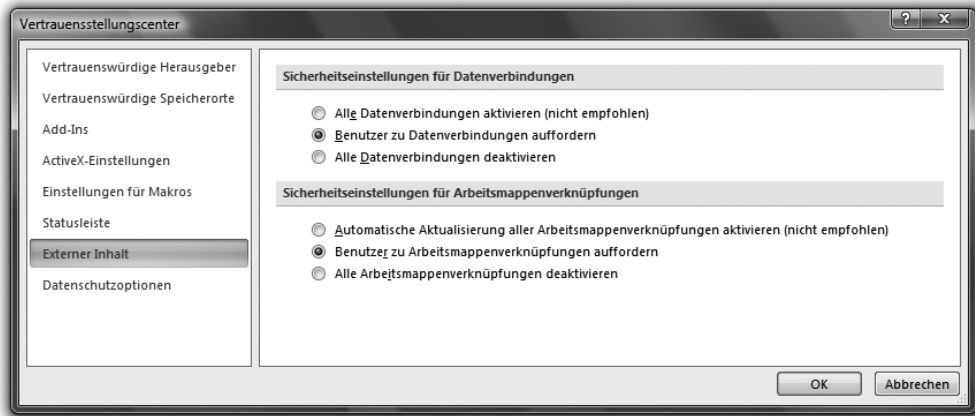 Vertrauensstellungscenter
Vertrauenswürdige Herausgeber
Vertrauenswürdige Speicherorte
Add-Ins
ActiveX-Einstellungen
Einstellungen für Makros
Statusleiste
Externer Inhalt
Datenschutzoptionen
Sicherheitseinstellungen für Datenverbindungen
Alle Datenverbindungen aktivieren (nicht empfohlen)
Benutzer zu Datenverbindungen auffordern
Alle Datenverbindungen deaktivieren
Sicherheitseinstellungen für Arbeitsmappenverknüpfungen
Automatische Aktualisierung aller Arbeitsmappenverknüpfungen aktivieren (nicht empfohlen)
Benutzer zu Arbeitsmappenverknüpfungen auffordern
Alle Arbeitsmappenverknüpfungen deaktivieren
OK
Abbrechen